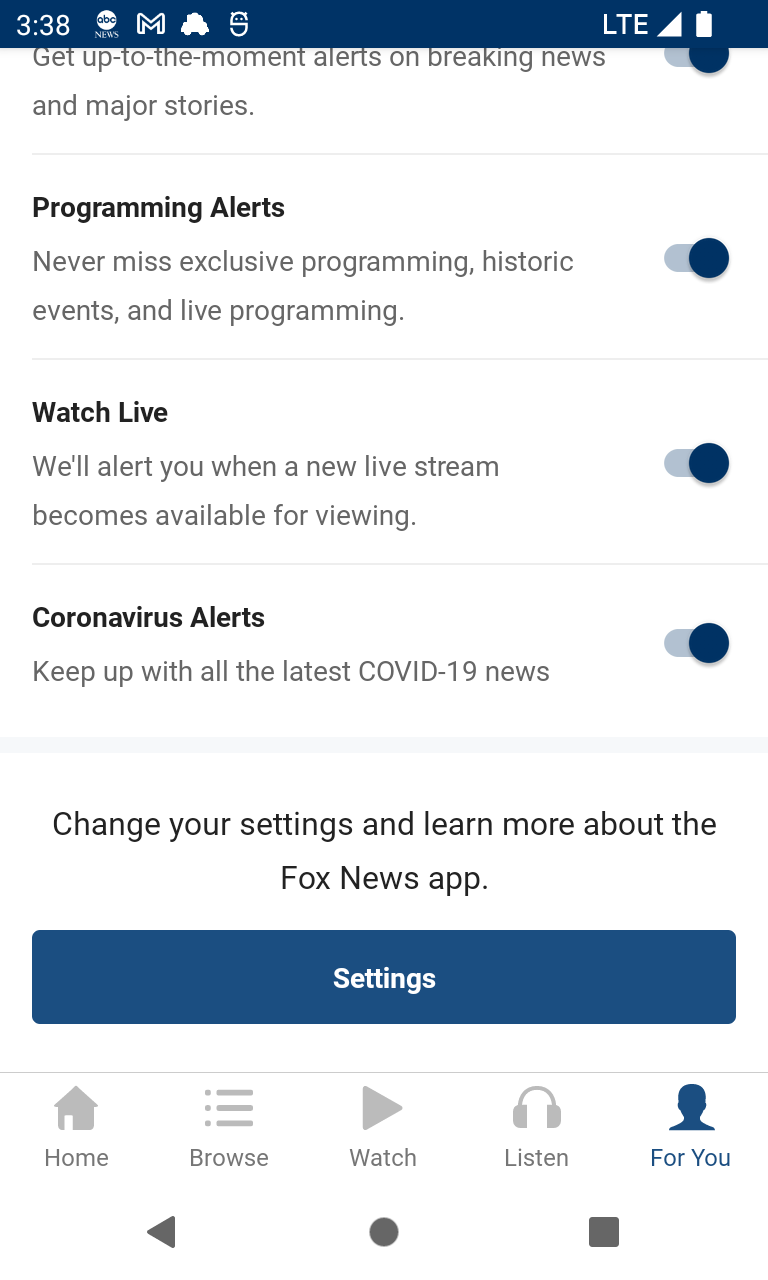 3:38
abc
NEWS
LTE
Get up-to-the-moment alerts on breaking news
and major stories.
Programming Alerts
Never miss exclusive programming, historic
events, and live programming.
Watch Live
We'll alert you when a new live stream
becomes available for viewing.
Coronavirus Alerts
Keep up with all the latest COVID-19 news
Change your settings and learn more about the
Fox News app.
Settings
Home
Browse
Watch
Listen
For You